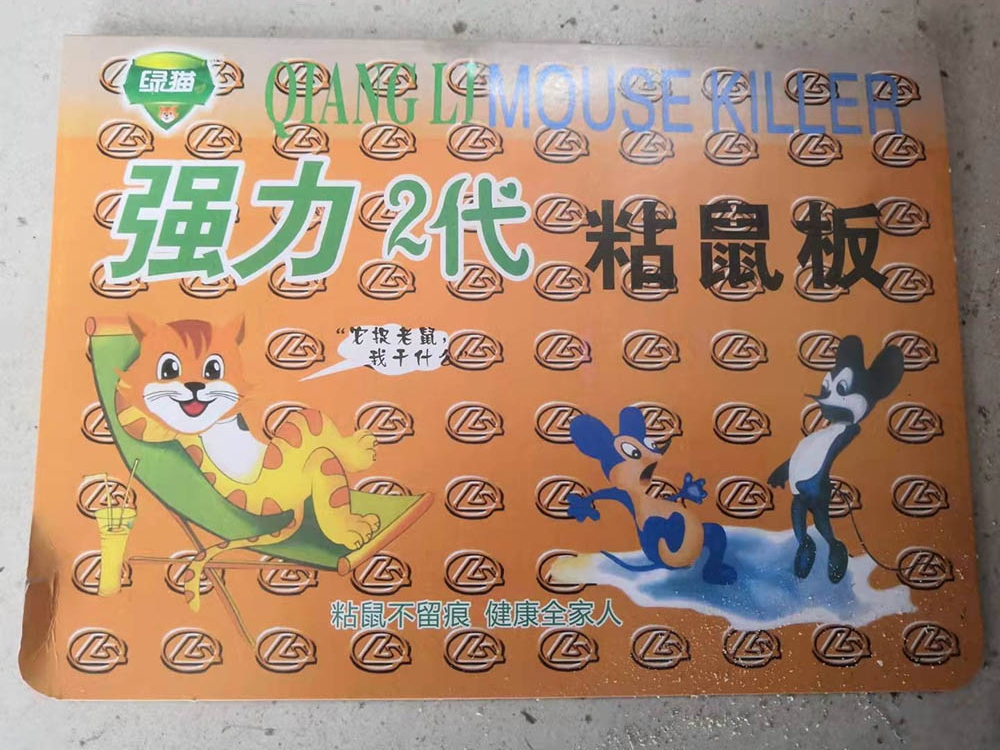 绿猫
QIANG LI MOUSE KILLER
强力 2代 粘鼠板
“它捉老鼠，
我干什么”
粘鼠不留痕 健康全家人